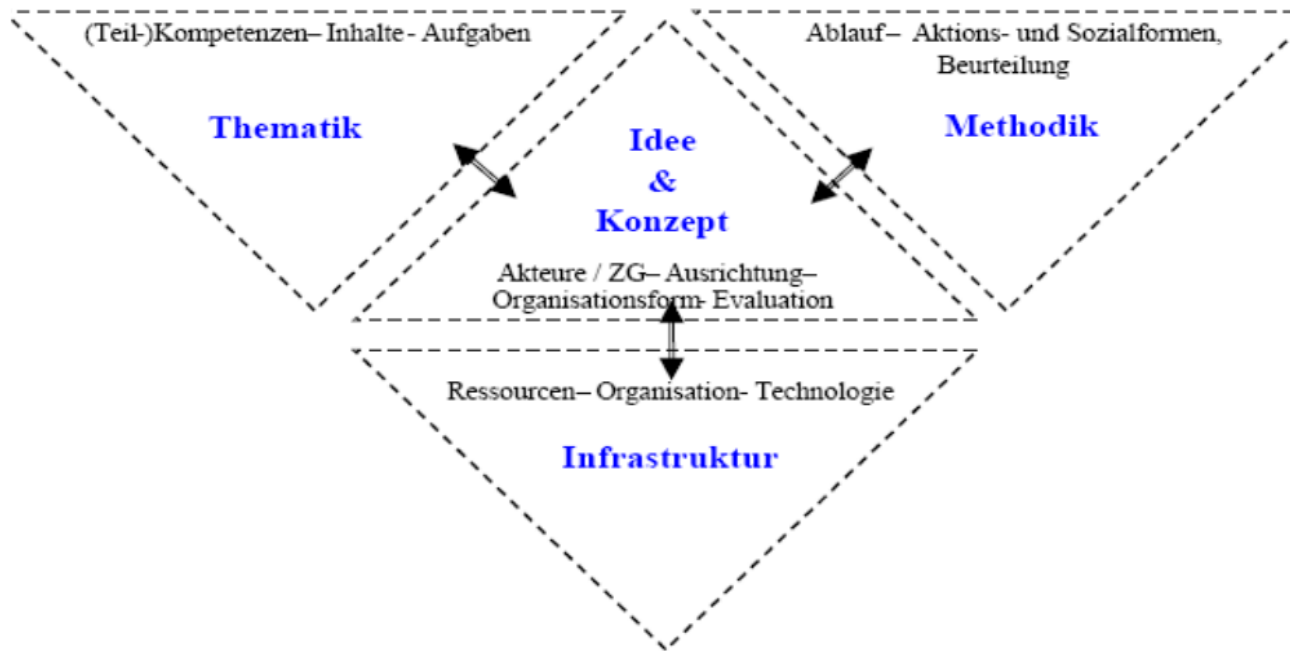 (Teil-)Kompetenzen– Inhalte - Aufgaben
Thematik
Idee
&
Konzept
Akteure / ZG– Ausrichtung–
Organisationsform- Evaluation
Ablauf – Aktions- und Sozialformen,
Beurteilung
Methodik
Ressourcen– Organisation- Technologie
Infrastruktur